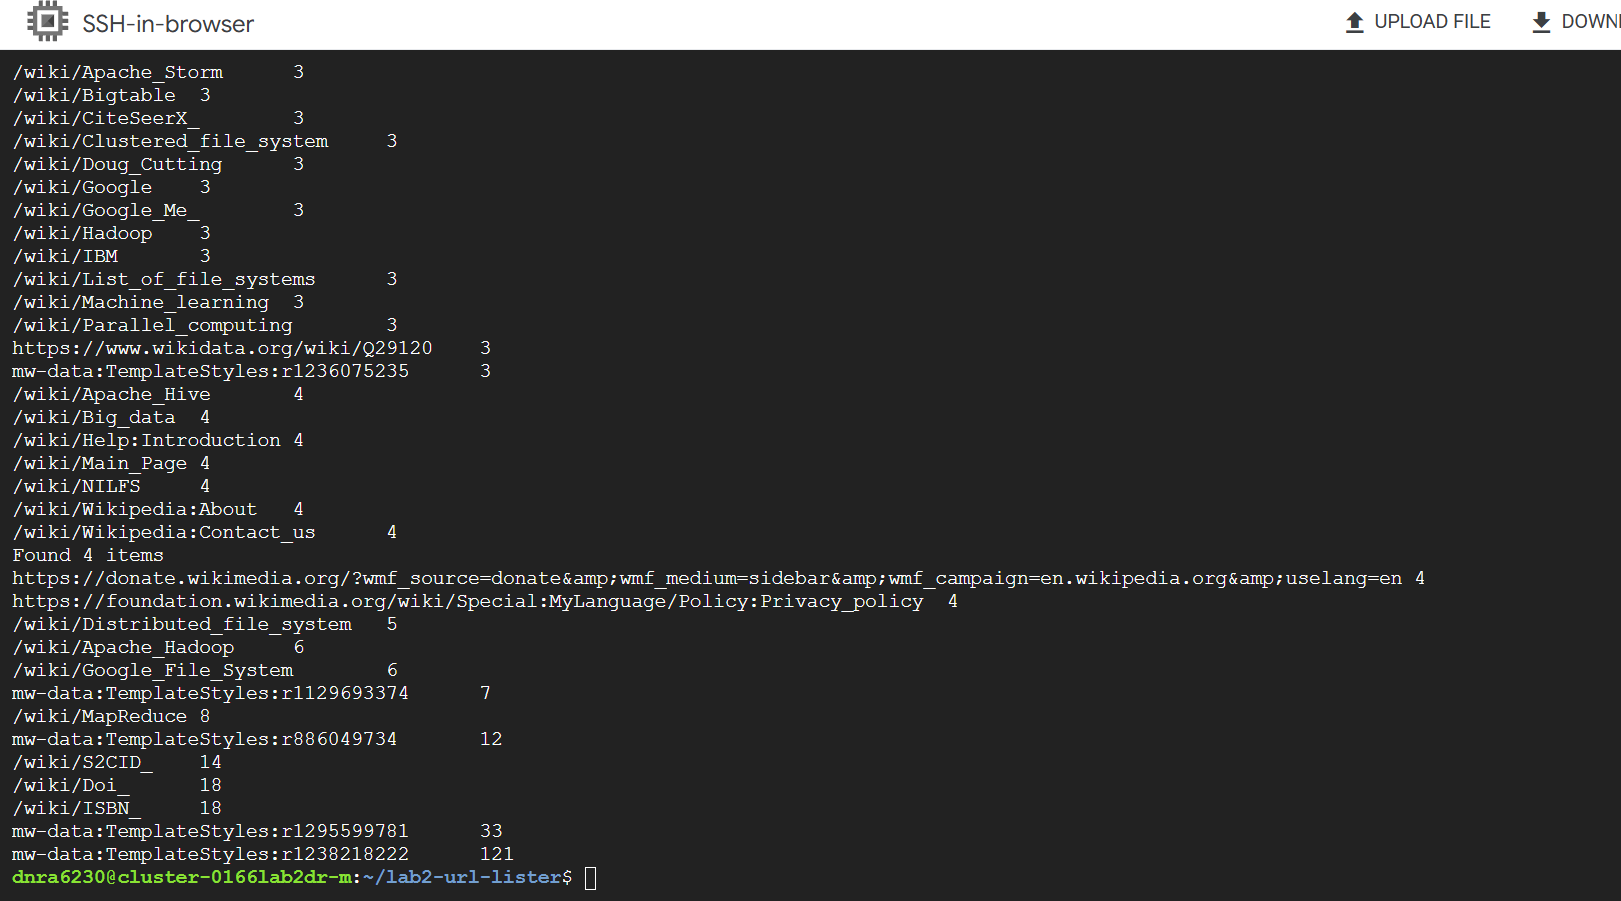 SSH-in-browser
UPLOAD FILE
DOWN
/wiki/Apache_Storm 3
/wiki/Bigtable 3
/wiki/CiteSeerX_ 3
/wiki/Clustered_file_system 3
/wiki/Doug_Cutting 3
/wiki/Google 3
/wiki/Google_Me_ 3
/wiki/Hadoop 3
/wiki/IBM 3
/wiki/List_of_file_systems 3
/wiki/Machine_learning 3
/wiki/Parallel_computing 3
https://www.wikidata.org/wiki/Q29120 3
mw-data:TemplateStyles:r1236075235 3
/wiki/Apache_Hive 4
/wiki/Big_data 4
/wiki/Help:Introduction 4
/wiki/Main_Page 4
/wiki/NILFS 4
/wiki/Wikipedia:About 4
/wiki/Wikipedia:Contact_us 4
Found 4 items
https://donate.wikimedia.org/?wmf_source=donate&amp;wmf_medium=sidebar&amp;wmf_campaign=en.wikipedia.org&amp;uselang=en 4
https://foundation.wikimedia.org/wiki/Special:MyLanguage/Policy:Privacy_policy 4
/wiki/Distributed_file_system 5
/wiki/Apache_Hadoop 6
/wiki/Google_File_System 6
mw-data:TemplateStyles:r1129693374 7
/wiki/MapReduce 8
mw-data:TemplateStyles:r886049734 12
/wiki/S2CID_ 14
/wiki/Doi_ 18
/wiki/ISBN_ 18
mw-data:TemplateStyles:r1295599781 33
mw-data:TemplateStyles:r1238218222 121
dnra6230@cluster-0166lab2dr-m:~/lab2-url-lister$